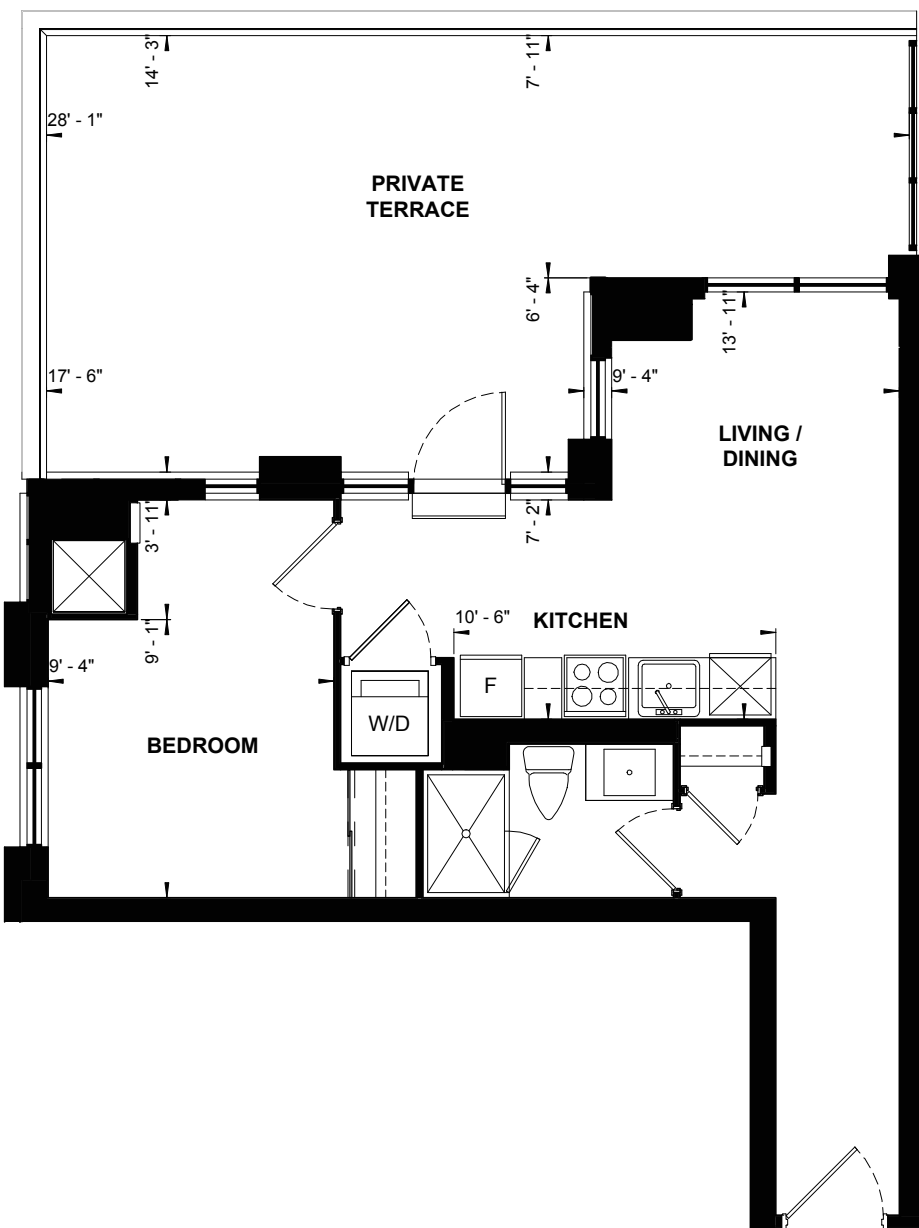 14' - 3"
7' - 11"
28' - 1"
PRIVATE
TERRACE
6' - 4"
13' - 11"
17' - 6"
9' - 4"
LIVING /
DINING
3' - 11"
7' - 2"
9' - 1"
10' - 6"
KITCHEN
9' - 4"
F
W/D
BEDROOM